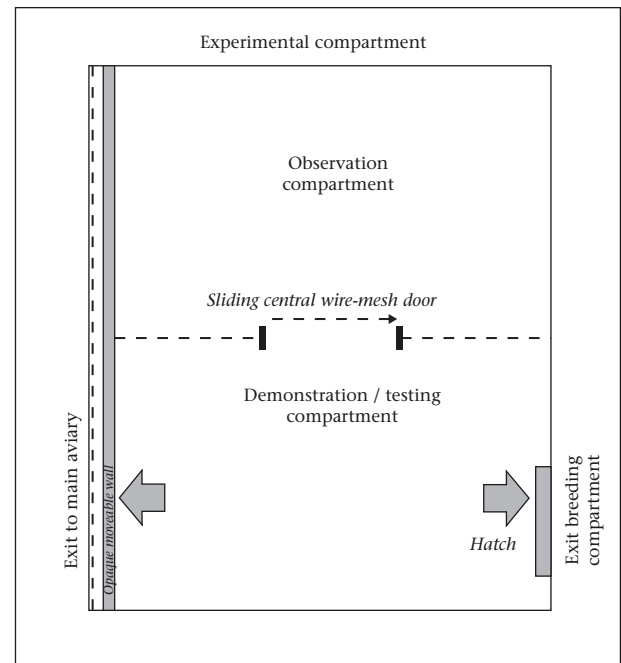 Experimental compartment
Observation
compartment
Sliding central wire-mesh door
Demonstration / testing
compartment
Exit to main aviary
Opaque moveable wall
Hatch
Exit breeding
compartment